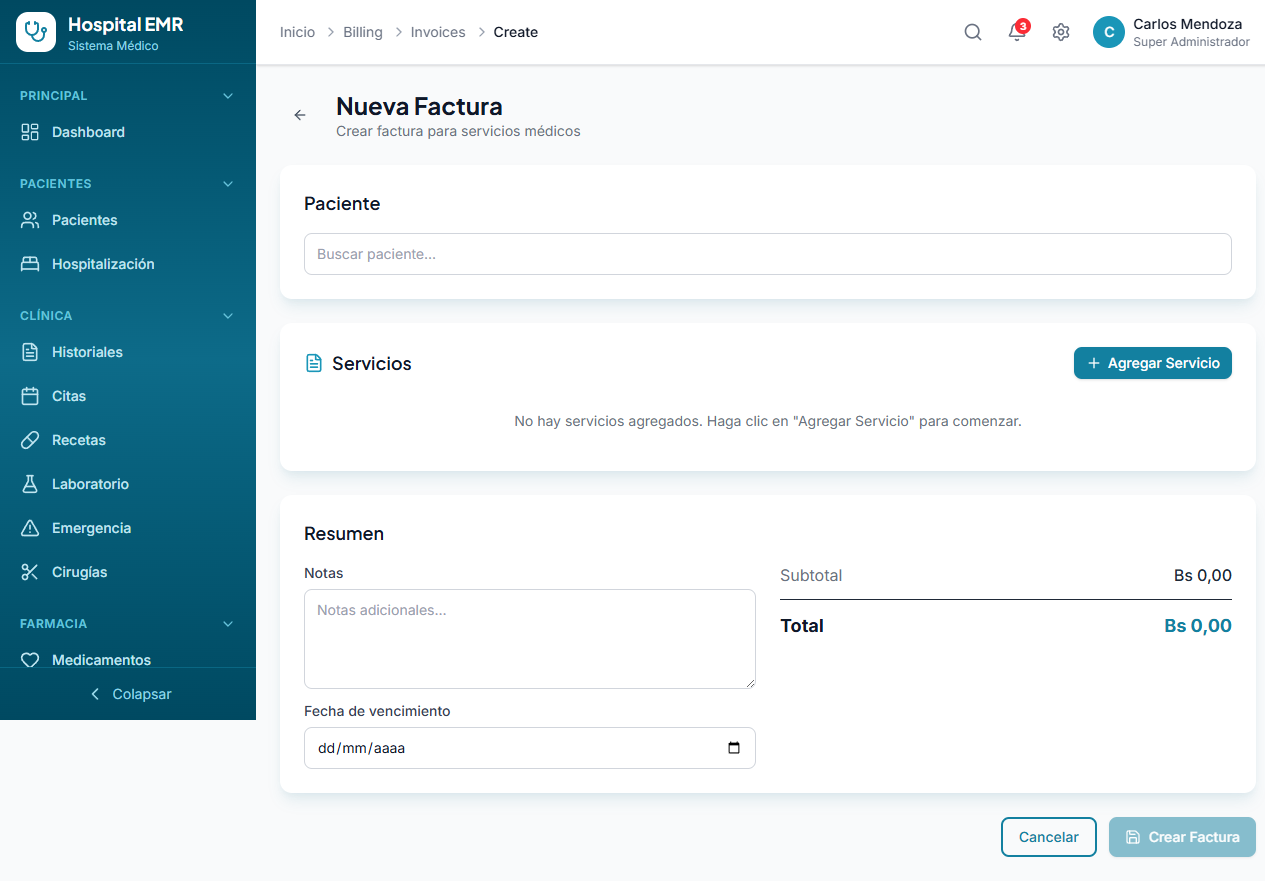 Hospital EMR
Sistema Médico
PRINCIPAL
Dashboard
PACIENTES
Pacientes
Hospitalización
CLÍNICA
Historiales
Citas
Recetas
Laboratorio
Emergencia
Cirugías
FARMACIA
Medicamentos
Colapsar
Inicio > Billing > Invoices > Create
3
C
Carlos Mendoza
Super Administrador
Nueva Factura
Crear factura para servicios médicos
Paciente
Buscar paciente...
Servicios
+ Agregar Servicio
No hay servicios agregados. Haga clic en "Agregar Servicio" para comenzar.
Resumen
Notas
Notas adicionales...
Fecha de vencimiento
dd/mm/aaaa
Subtotal Bs 0,00
Total Bs 0,00
Cancelar
Crear Factura